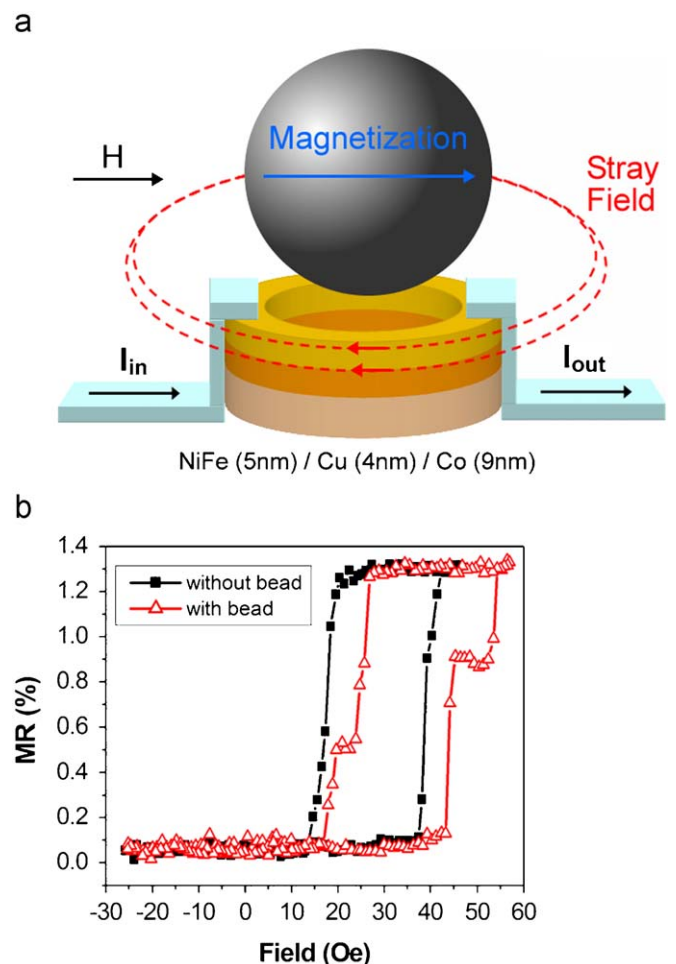 a
Magnetization
H
Stray
Field
I_in
I_out
NiFe (5nm) / Cu (4nm) / Co (9nm)
b
1.4
1.2
1.0
0.8
0.6
0.4
0.2
0.0
MR (%)
without bead
with bead
-30 -20 -10 0 10 20 30 40 50 60
Field (Oe)